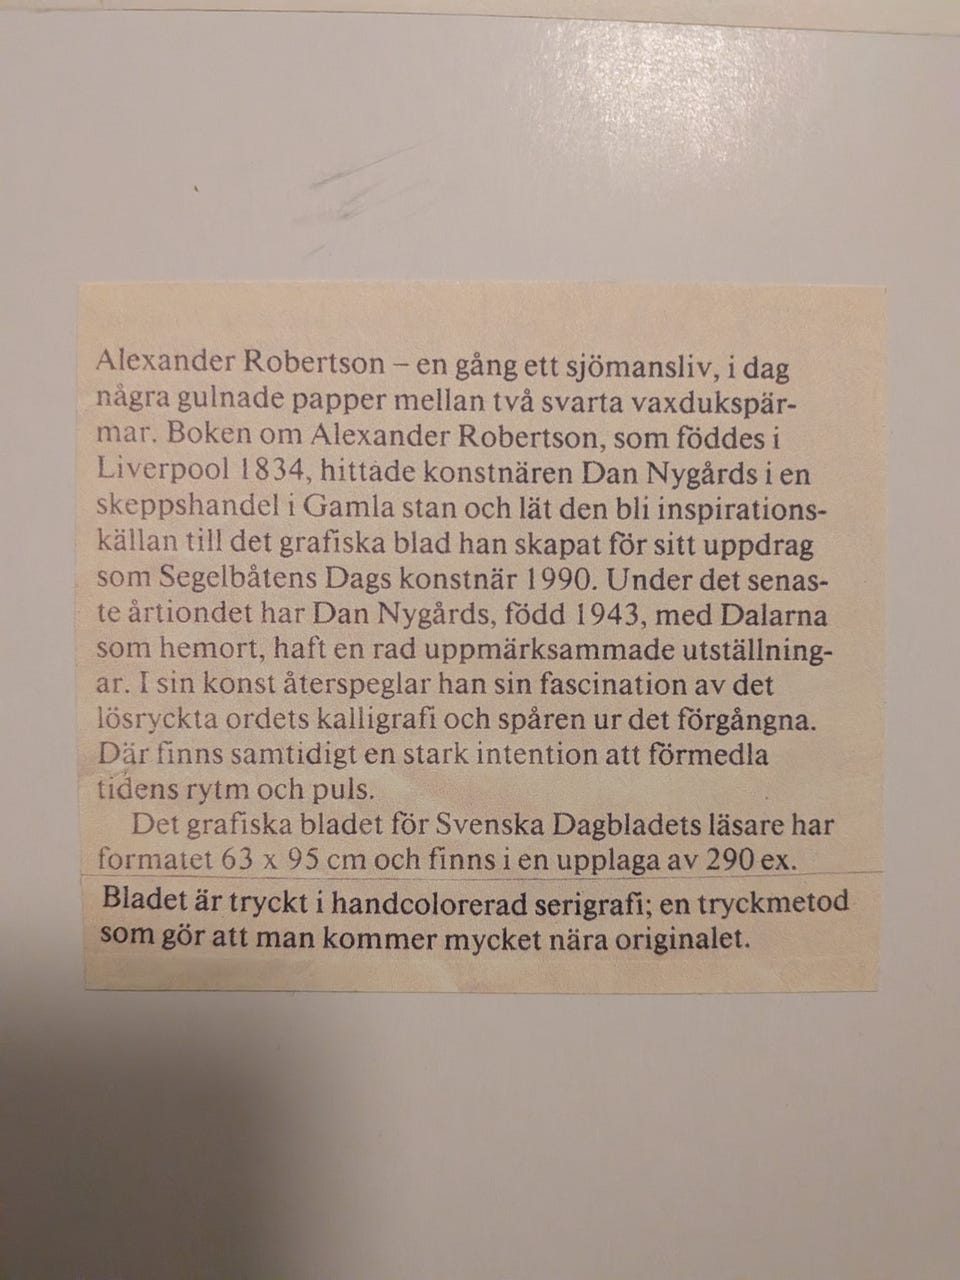 Alexander Robertson – en gång ett sjömansliv, i dag
några gulnade papper mellan två svarta vaxdukspär-
mar. Boken om Alexander Robertson, som föddes i
Liverpool 1834, hittade konstnären Dan Nygårds i en
skeppshandel i Gamla stan och lät den bli inspirations-
källan till det grafiska blad han skapat för sitt uppdrag
som Segelbåtens Dags konstnär 1990. Under det senas-
te årtiondet har Dan Nygårds, född 1943, med Dalarna
som hemort, haft en rad uppmärksammade utställning-
ar. I sin konst återspeglar han sin fascination av det
lösryckta ordets kalligrafi och spåren ur det förgångna.
Där finns samtidigt en stark intention att förmedla
tidens rytm och puls.
Det grafiska bladet för Svenska Dagbladets läsare har
formatet 63 x 95 cm och finns i en upplaga av 290 ex.
Bladet är tryckt i handcolorerad serigrafi; en tryckmetod
som gör att man kommer mycket nära originalet.